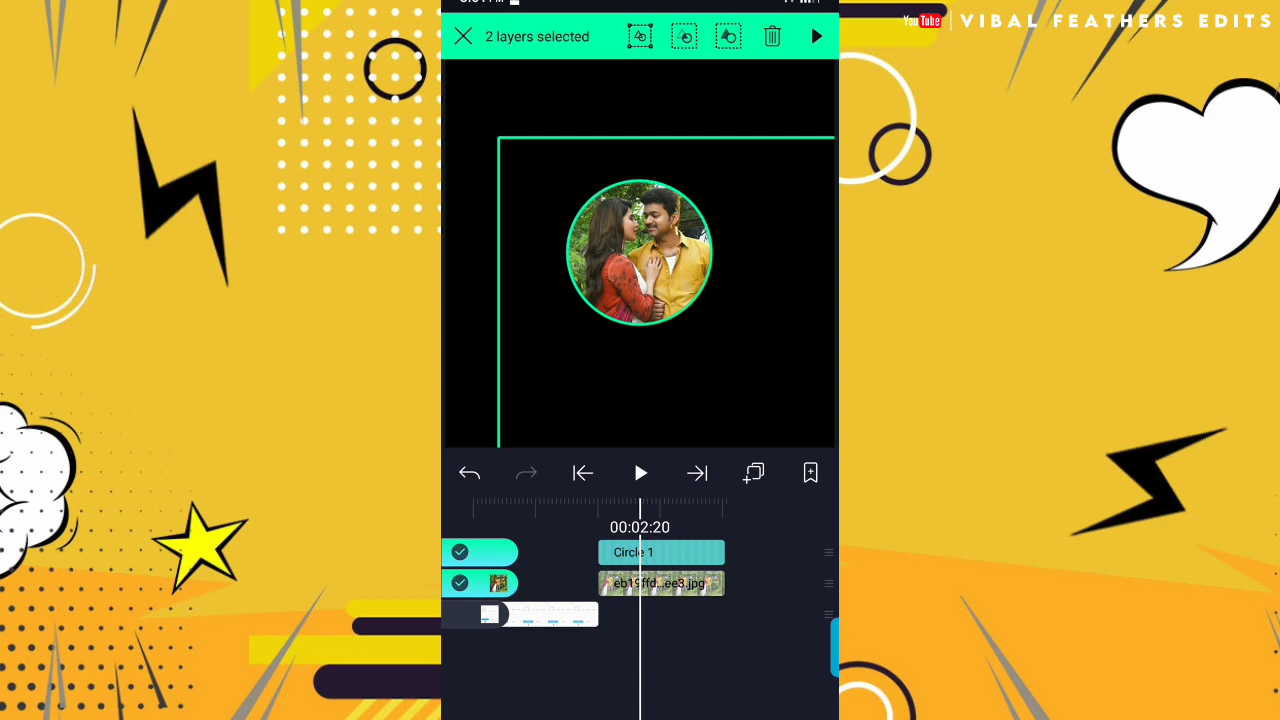 YouTube | VIBAL FEATHERS EDITS
2 layers selected
00:02:20
Circle 1
eb19ffd...ee3.jpg